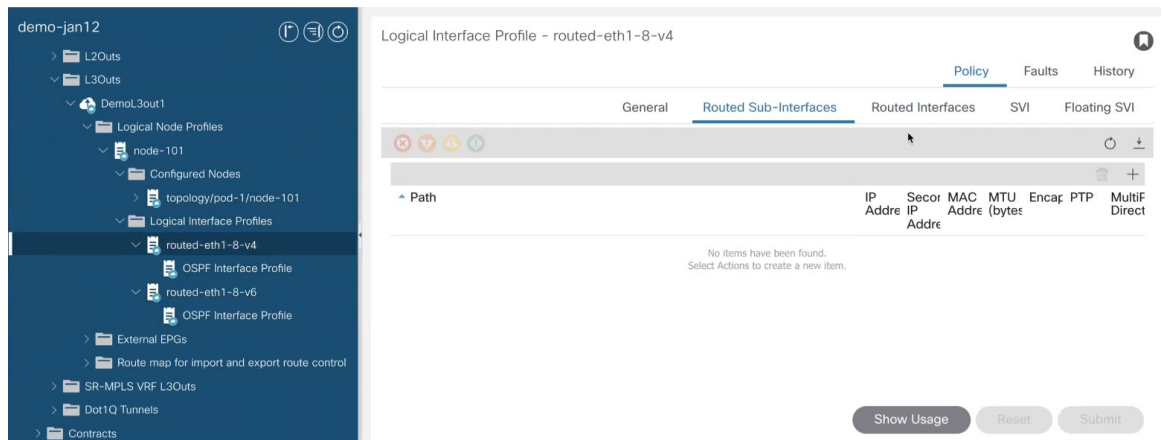 demo-jan12
L2Outs
L3Outs
DemoL3out1
Logical Node Profiles
node-101
Configured Nodes
topology/pod-1/node-101
Logical Interface Profiles
routed-eth1-8-v4
OSPF Interface Profile
routed-eth1-8-v6
OSPF Interface Profile
External EPGs
Route map for import and export route control
SR-MPLS VRF L3Outs
Dot1Q Tunnels
Contracts
Logical Interface Profile - routed-eth1-8-v4
Policy Faults History
General Routed Sub-Interfaces Routed Interfaces SVI Floating SVI
Path IP Secor MAC MTU Encap PTP MultiF
Addre IP Addre (bytes Direct
Addre
No items have been found.
Select Actions to create a new item.
Show Usage Reset Submit